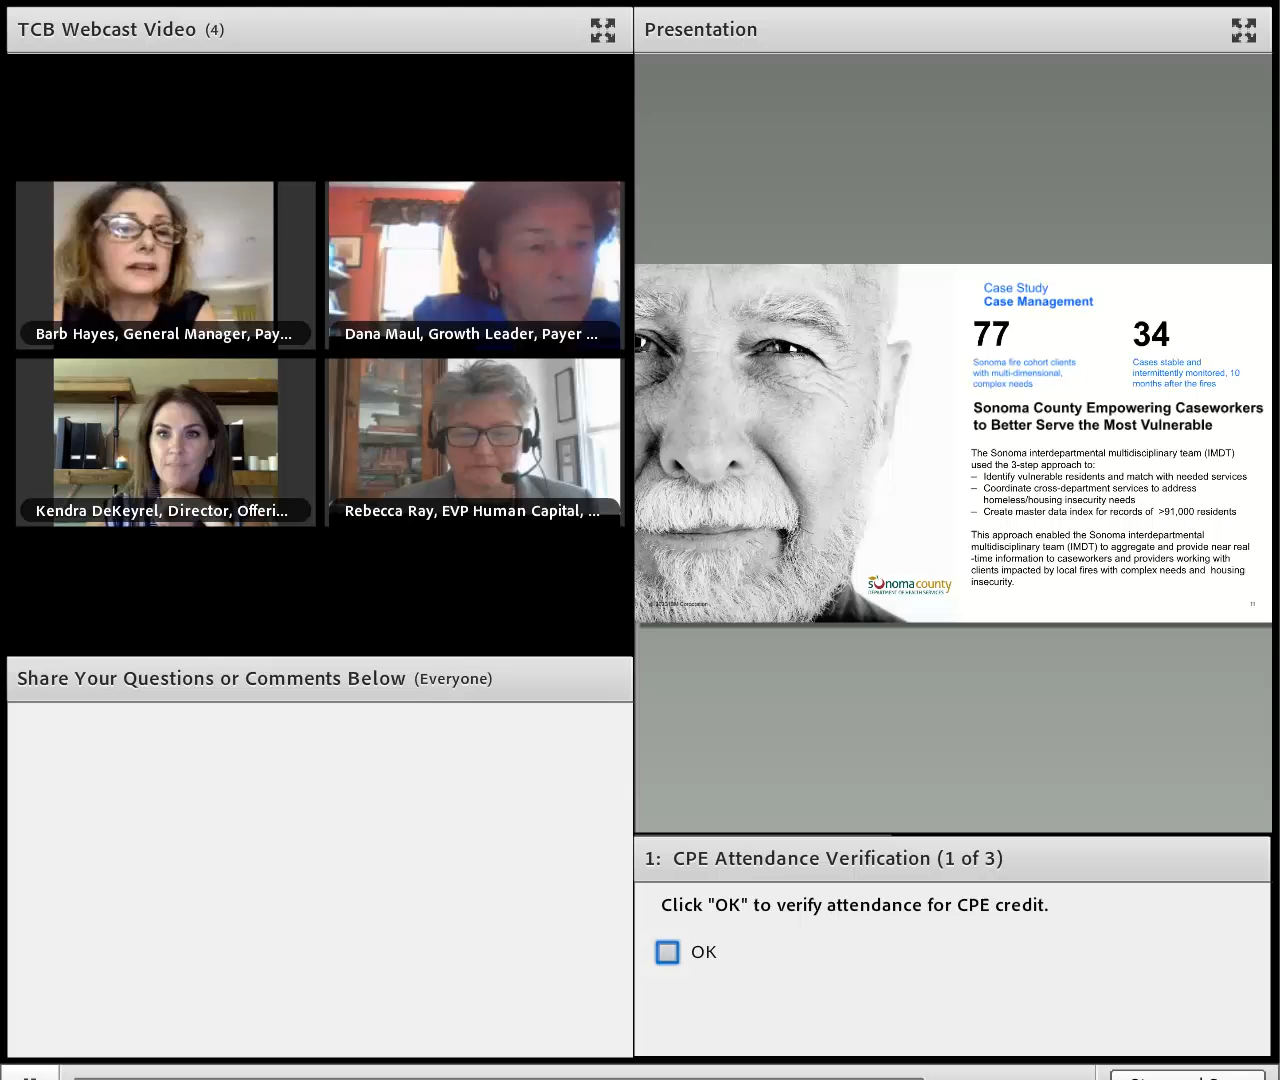 TCB Webcast Video (4)
Presentation
Barb Hayes, General Manager, Pay...
Dana Maul, Growth Leader, Payer ...
Kendra DeKeyrel, Director, Offeri...
Rebecca Ray, EVP Human Capital, ...
Case Study
Case Management
77
Sonoma fire cohort clients
with multi-dimensional,
complex needs
34
Cases stable and
intermittently monitored, 10
months after the fires
Sonoma County Empowering Caseworkers
to Better Serve the Most Vulnerable
The Sonoma interdepartmental multidisciplinary team (IMDT)
used the 3-step approach to:
– Identify vulnerable residents and match with needed services
– Coordinate cross-department services to address
homeless/housing insecurity needs
– Create master data index for records of >91,000 residents
This approach enabled the Sonoma interdepartmental
multidisciplinary team (IMDT) to aggregate and provide near real
-time information to caseworkers and providers working with
clients impacted by local fires with complex needs and housing
insecurity.
sonoma county
DEPARTMENT OF HEALTH SERVICES
IBM Corporation
11
Share Your Questions or Comments Below (Everyone)
1: CPE Attendance Verification (1 of 3)
Click "OK" to verify attendance for CPE credit.
OK